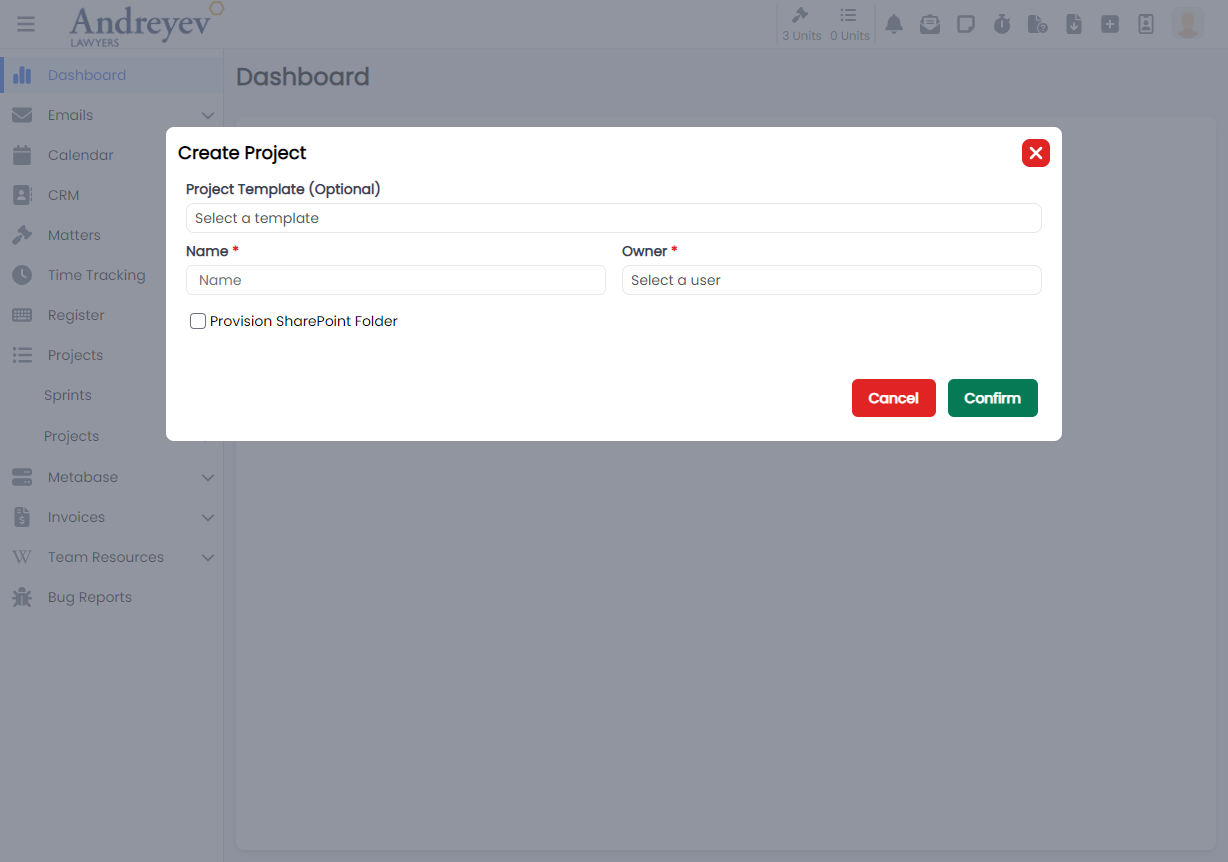 Andreyev
LAWYERS
3 Units
0 Units
Dashboard
Dashboard
Emails
Calendar
CRM
Matters
Time Tracking
Register
Projects
Sprints
Projects
Metabase
Invoices
Team Resources
Bug Reports
Create Project
Project Template (Optional)
Select a template
Name *
Owner *
Name
Select a user
Provision SharePoint Folder
Cancel
Confirm